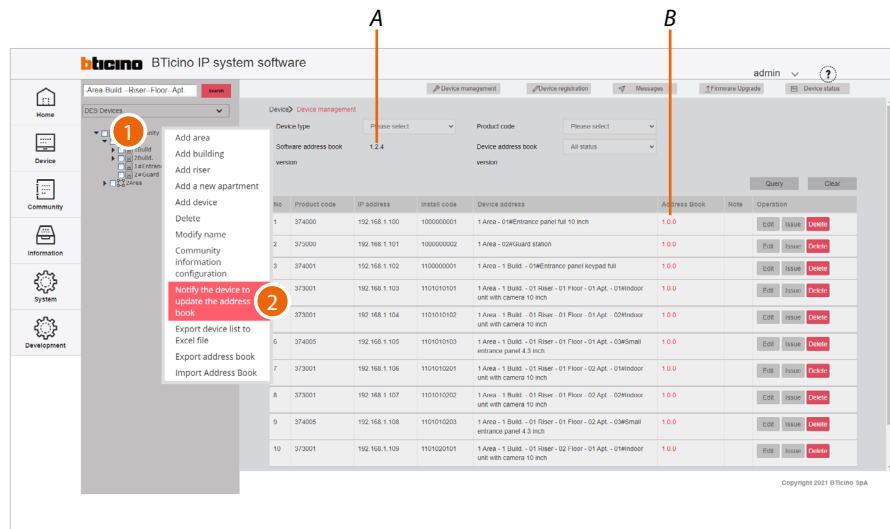 A
B
bticino BTicino IP system software
admin
?
Area-Build.-Riser-Floor-Apt
Search
Device management
Device registration
Messages
Firmware Upgrade
Device status
DES Devices
Device> Device management
Device type
Please select
Product code
Please select
Software address book version
1.2.4
Device address book version
All status
Query
Clear
Home
Device
Community
Information
System
Development
1
1Build
2Build.
1#Entran
2#Guard
2Area
Add area
Add building
Add riser
Add a new apartment
Add device
Delete
Modify name
Community
information
configuration
Notify the device to
update the address
book
2
Export device list to
Excel file
Export address book
Import Address Book
No Product code IP address Install code Device address Address Book Note Operation
1 374000 192.168.1.100 1000000001 1 Area - 01#Entrance panel full 10 inch 1.0.0 Edit Issue Delete
2 375000 192.168.1.101 1000000002 1 Area - 02#Guard station 1.0.0 Edit Issue Delete
3 374001 192.168.1.102 1100000001 1 Area - 1 Build. - 01#Entrance panel keypad full 1.0.0 Edit Issue Delete
373001 192.168.1.103 1101010101 1 Area - 1 Build. - 01 Riser - 01 Floor - 01 Apt. - 01#Indoor unit with camera 10 inch 1.0.0 Edit Issue Delete
373001 192.168.1.104 1101010102 1 Area - 1 Build. - 01 Riser - 01 Floor - 01 Apt. - 02#Indoor unit with camera 10 inch 1.0.0 Edit Issue Delete
6 374005 192.168.1.105 1101010103 1 Area - 1 Build. - 01 Riser - 01 Floor - 01 Apt. - 03#Small entrance panel 4.3 inch 1.0.0 Edit Issue Delete
7 373001 192.168.1.106 1101010201 1 Area - 1 Build. - 01 Riser - 01 Floor - 02 Apt. - 01#Indoor unit with camera 10 inch 1.0.0 Edit Issue Delete
8 373001 192.168.1.107 1101010202 1 Area - 1 Build. - 01 Riser - 01 Floor - 02 Apt. - 02#Indoor unit with camera 10 inch 1.0.0 Edit Issue Delete
9 374005 192.168.1.108 1101010203 1 Area - 1 Build. - 01 Riser - 01 Floor - 02 Apt. - 03#Small entrance panel 4.3 inch 1.0.0 Edit Issue Delete
10 373001 192.168.1.109 1101020101 1 Area - 1 Build. - 01 Riser - 02 Floor - 01 Apt. - 01#Indoor unit with camera 10 inch 1.0.0 Edit Issue Delete
Copyright 2021 BTicino SpA